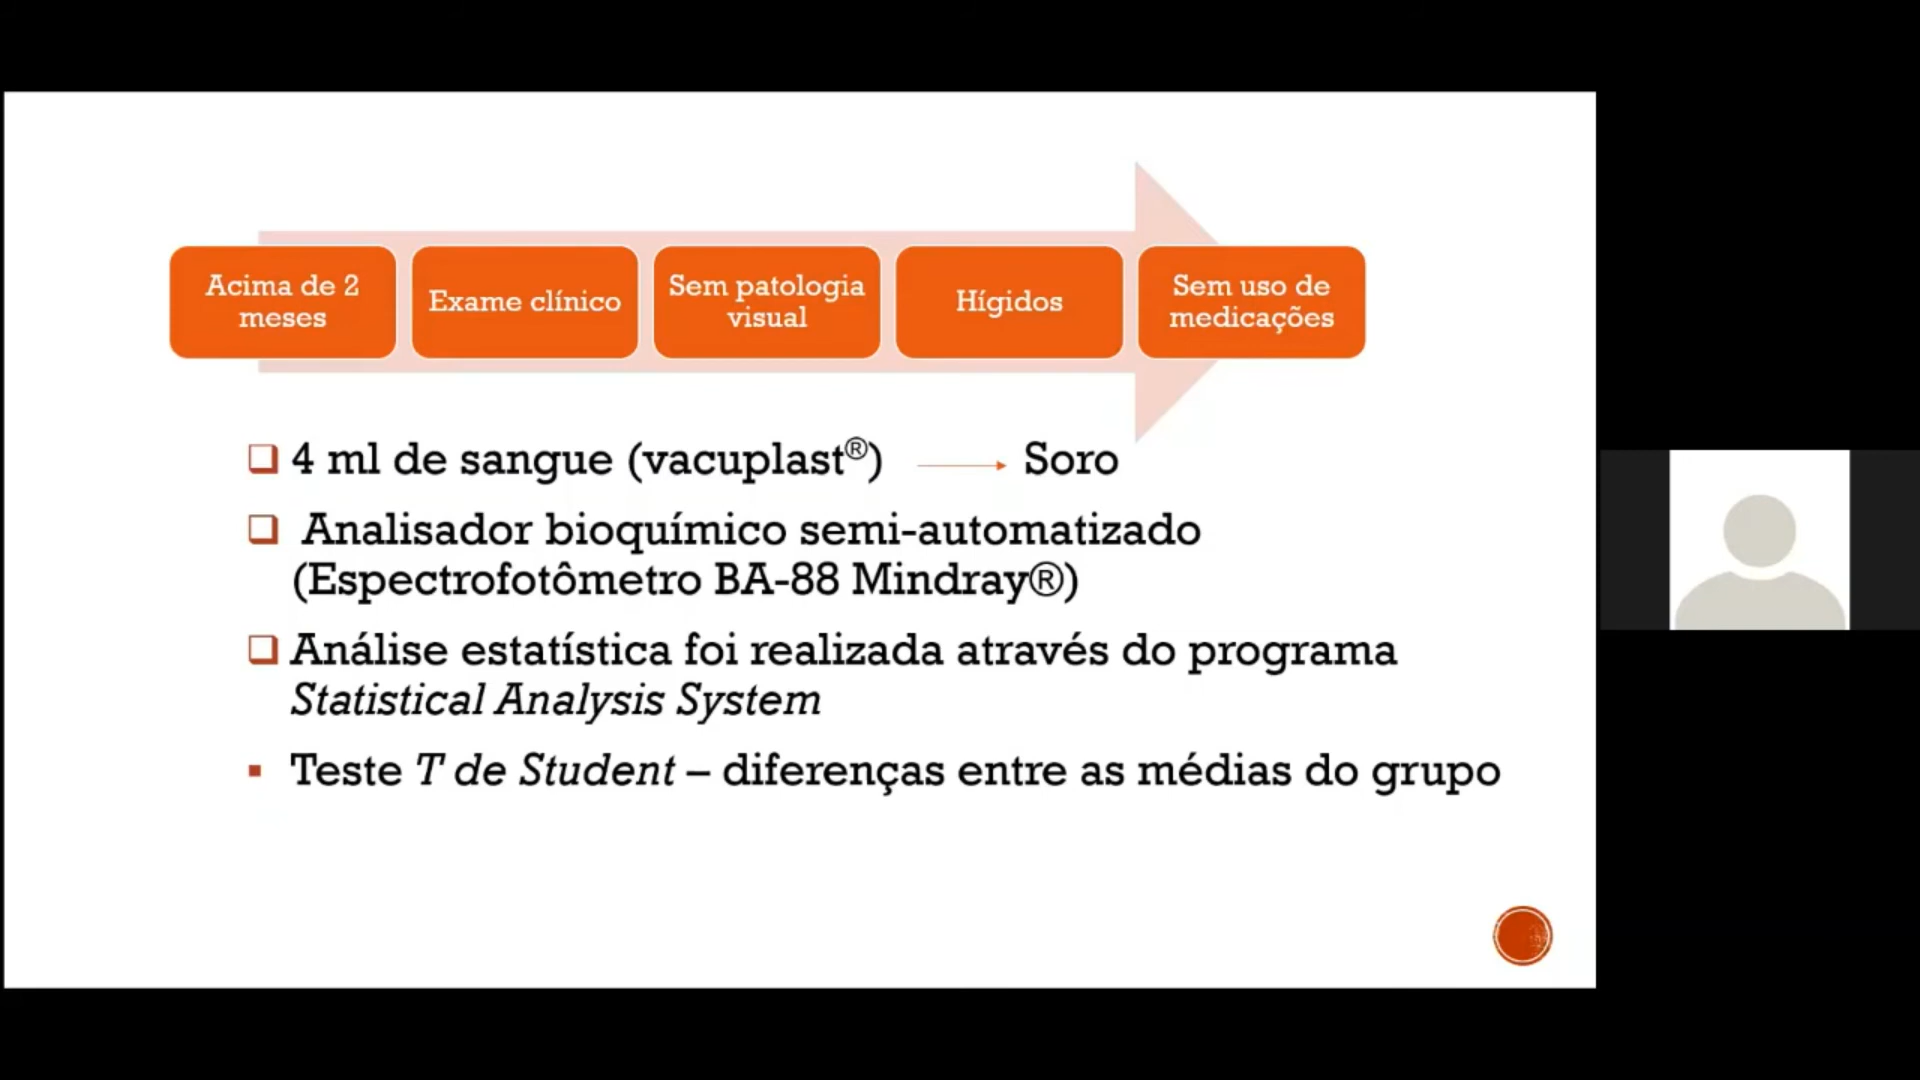 Acima de 2
meses
Exame clínico
Sem patologia
visual
Hígidos
Sem uso de
medicações
4 ml de sangue (vacuplast®) Soro
Analisador bioquímico semi-automatizado
(Espectrofotômetro BA-88 Mindray®)
Análise estatística foi realizada através do programa
Statistical Analysis System
Teste T de Student – diferenças entre as médias do grupo